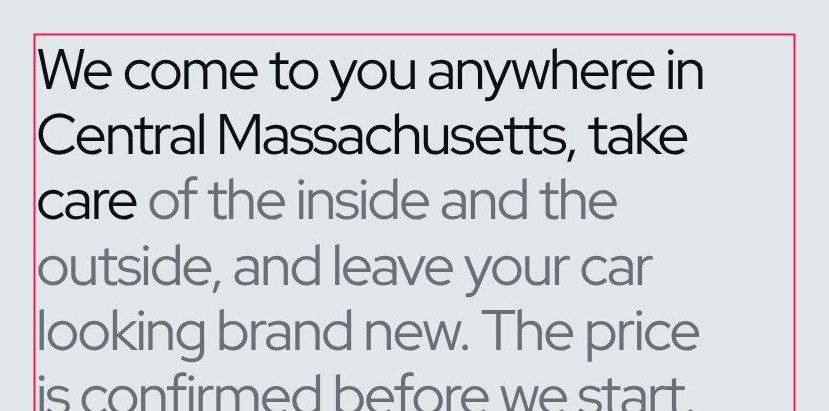 We come to you anywhere in
Central Massachusetts, take
care of the inside and the
outside, and leave your car
looking brand new. The price
is confirmed before we start.